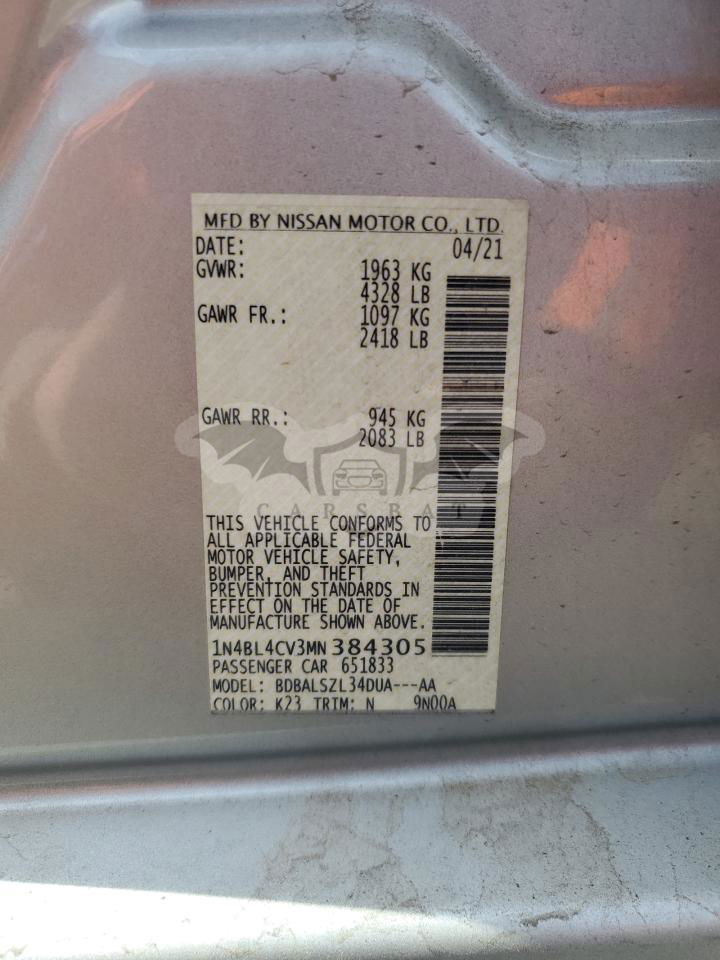 MFD BY NISSAN MOTOR CO., LTD.
DATE: 04/21
GVWR: 1963 KG
4328 LB
GAWR FR.: 1097 KG
2418 LB
GAWR RR.: 945 KG
2083 LB
CARSBAT
THIS VEHICLE CONFORMS TO
ALL APPLICABLE FEDERAL
MOTOR VEHICLE SAFETY,
BUMPER, AND THEFT
PREVENTION STANDARDS IN
EFFECT ON THE DATE OF
MANUFACTURE SHOWN ABOVE.
1N4BL4CV3MN384305
PASSENGER CAR 651833
MODEL: BDBALSZL34DUA---AA
COLOR: K23 TRIM: N 9N00A